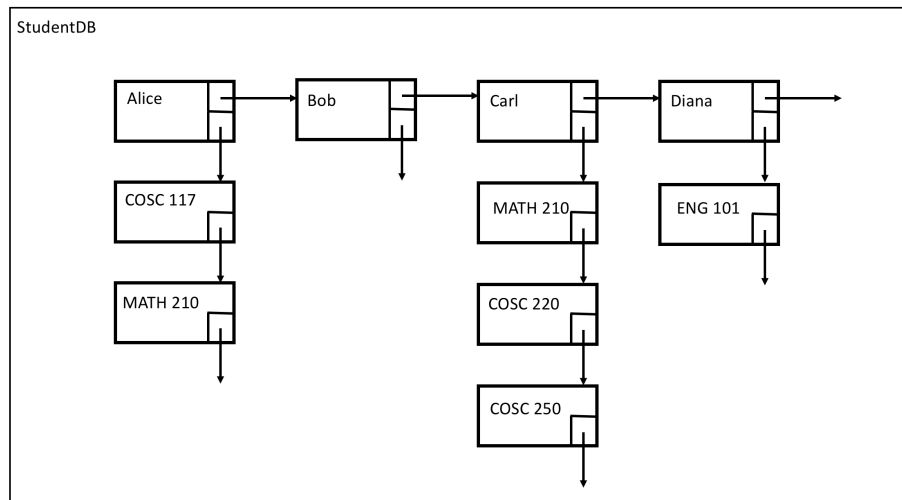 StudentDB
Alice
Bob
Carl
Diana
COSC 117
MATH 210
ENG 101
MATH 210
COSC 220
COSC 250